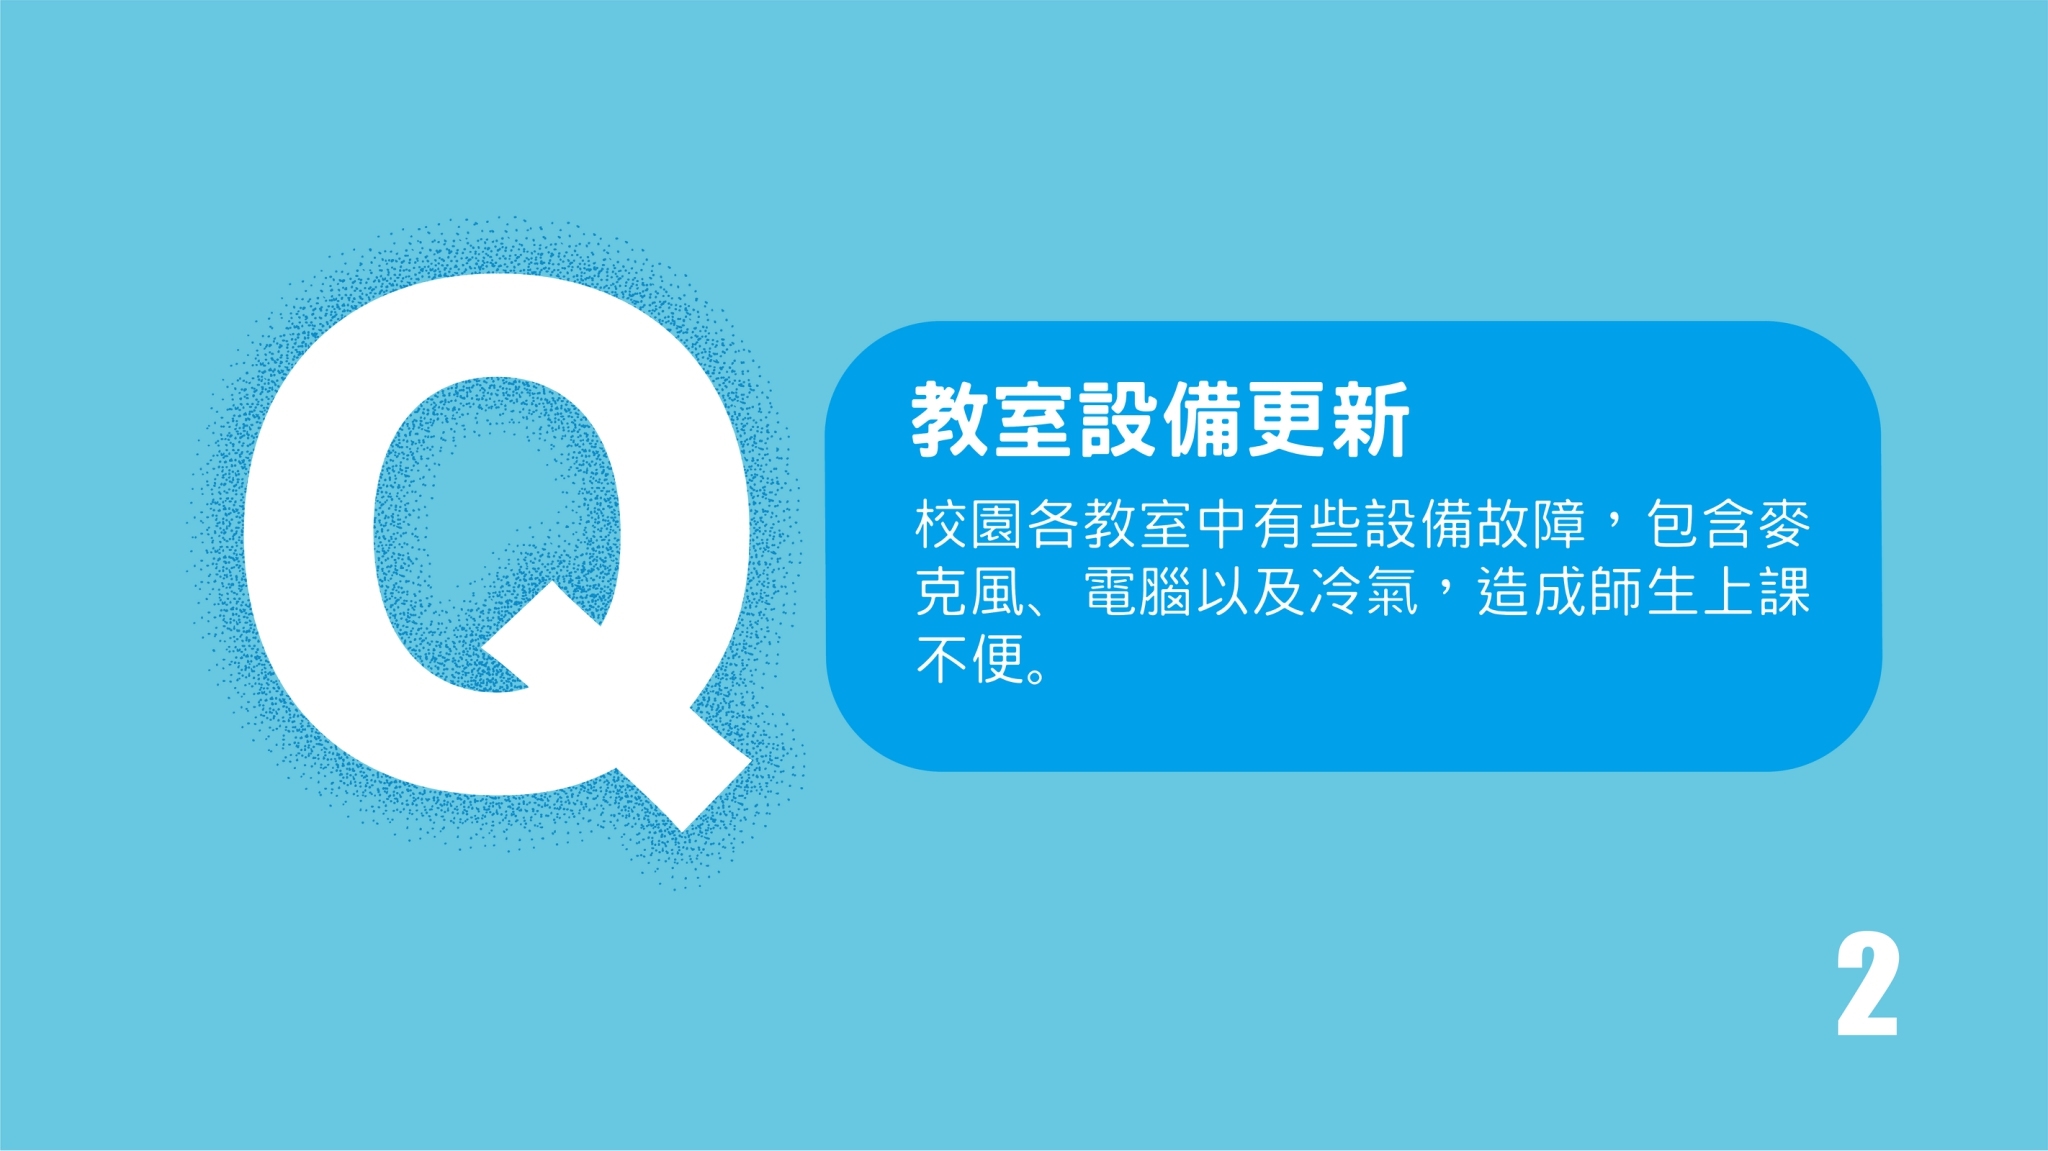 Q
教室設備更新
校園各教室中有些設備故障，包含麥
克風、電腦以及冷氣，造成師生上課
不便。
2